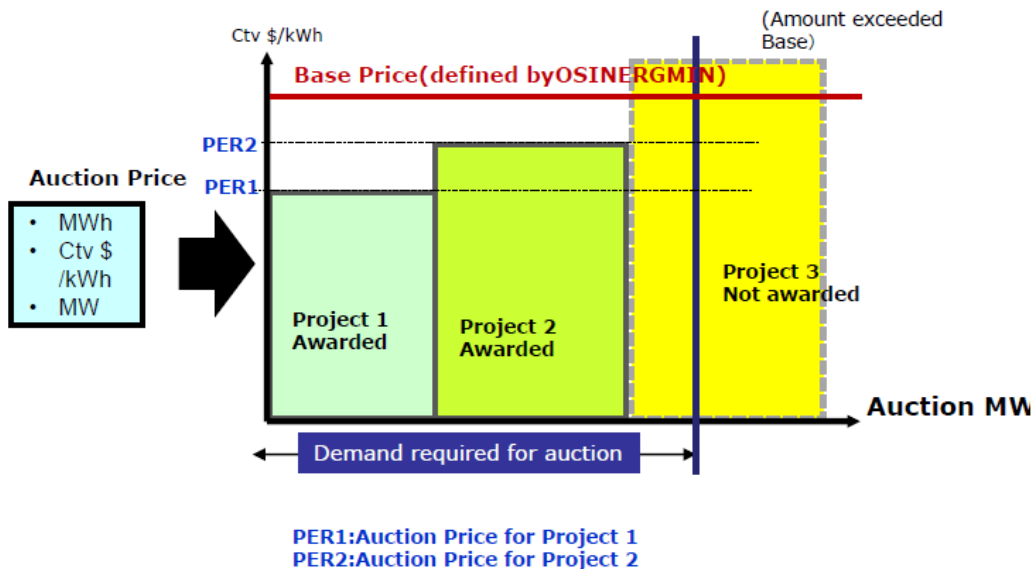 Ctv $/kWh
(Amount exceeded
Base)
Base Price(defined byOSINERGMIN)
PER2
Auction Price
PER1
• MWh
• Ctv $
/kWh
• MW
Project 1
Awarded
Project 2
Awarded
Project 3
Not awarded
Auction MW
Demand required for auction
PER1:Auction Price for Project 1
PER2:Auction Price for Project 2